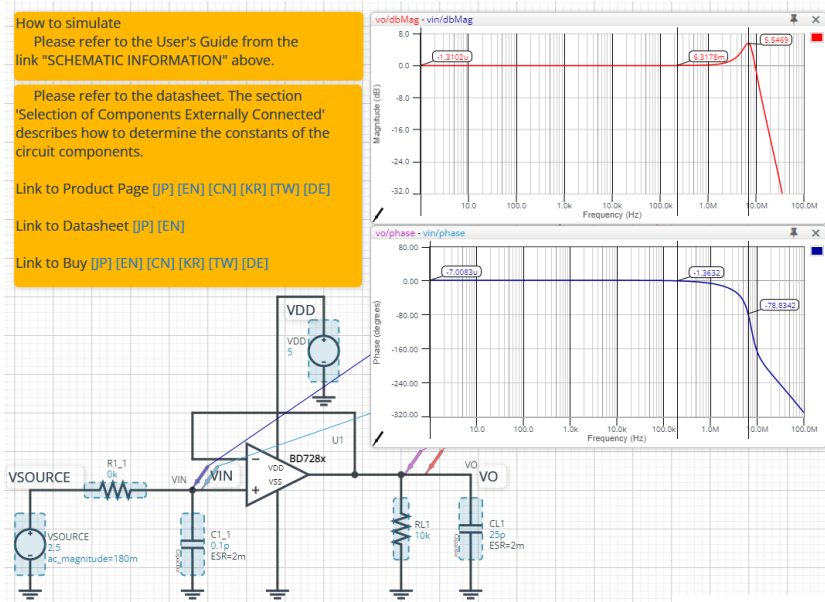 How to simulate
Please refer to the User's Guide from the
link "SCHEMATIC INFORMATION" above.
Please refer to the datasheet. The section
'Selection of Components Externally Connected'
describes how to determine the constants of the
circuit components.
Link to Product Page [JP] [EN] [CN] [KR] [TW] [DE]
Link to Datasheet [JP] [EN]
Link to Buy [JP] [EN] [CN] [KR] [TW] [DE]
vo/dbMag - vin/dbMag
8.0
0.0
-8.0
-16.0
-24.0
-32.0
Magnitude (dB)
-1.3102u
6.3178m
5.5469
10.0
100.0
1.0k
10.0k
100.0k
1.0M
10.0M
100.0M
Frequency (Hz)
vo/phase - vin/phase
80.00
0.00
-80.00
-160.00
-240.00
-320.00
Phase (degrees)
-7.0083u
-1.3632
-78.8342
10.0
100.0
1.0k
10.0k
100.0k
1.0M
10.0M
100.0M
Frequency (Hz)
VDD
VDD
5
U1
BD728x
VDD
VSS
R1_1
0k
VSOURCE
VIN
VIN
VO
VO
VSOURCE
2.5
ac_magnitude=180m
C1_1
0.1p
ESR=2m
RL1
10k
CL1
25p
ESR=2m